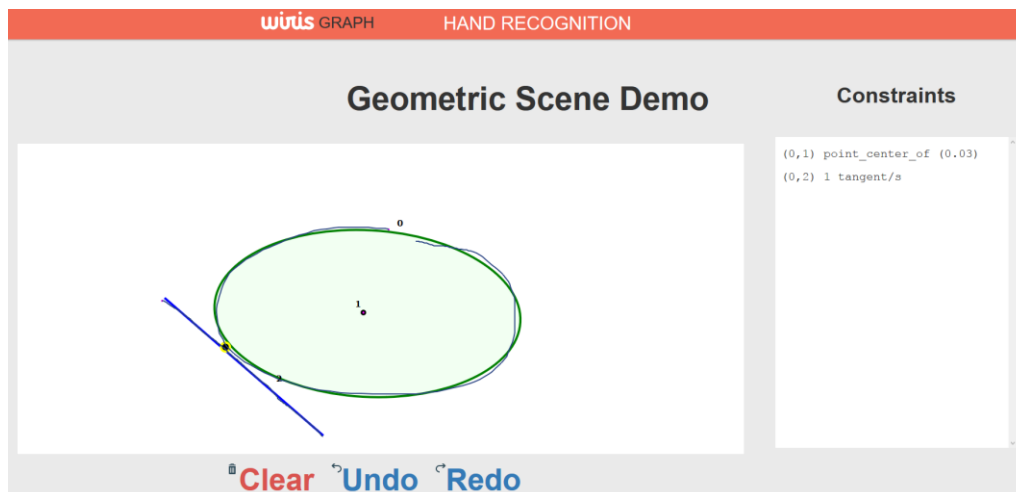 wiris GRAPH HAND RECOGNITION
Geometric Scene Demo
Constraints
(0,1) point_center_of (0.03)
(0,2) 1 tangent/s
0
1
2
Clear Undo Redo